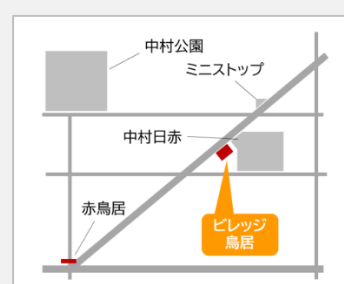 中村公園
ミニストップ
中村日赤
赤鳥居
ビレッジ
鳥居